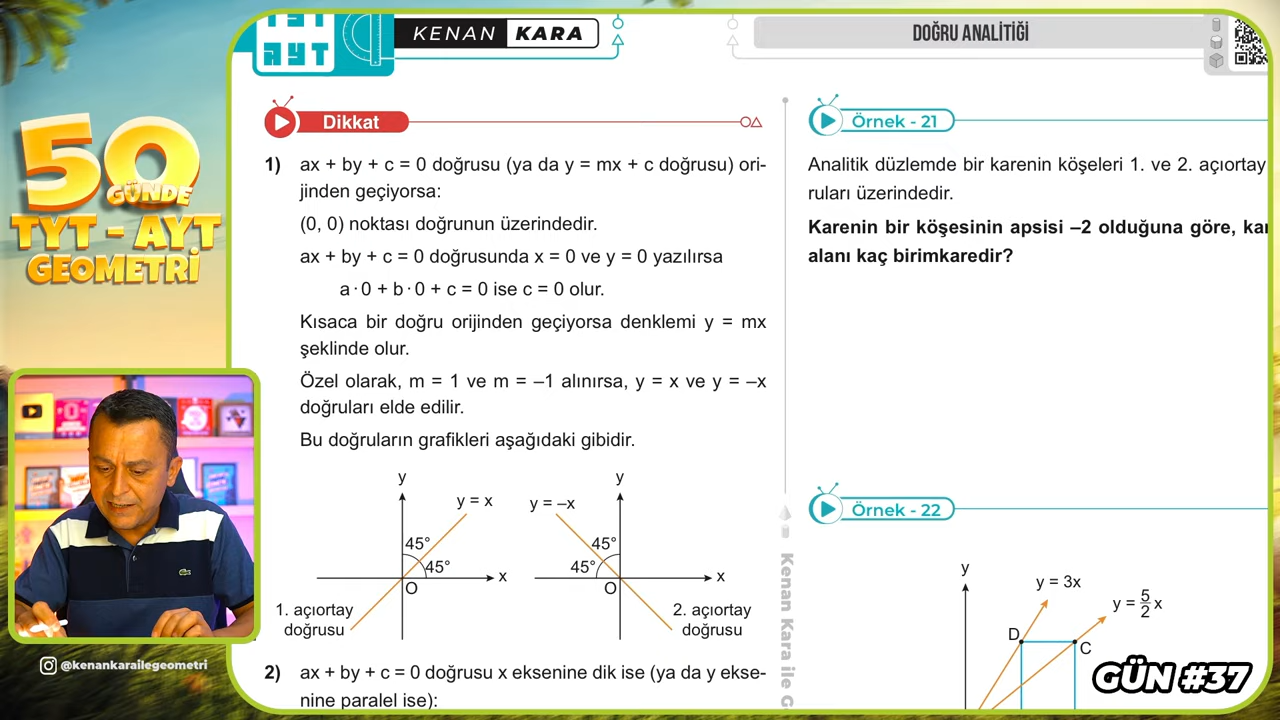 50
GÜNDE
TYT - AYT
GEOMETRİ
TYT
AYT
KENAN KARA
DOĞRU ANALİTİĞİ
Dikkat
1) ax + by + c = 0 doğrusu (ya da y = mx + c doğrusu) ori-
jinden geçiyorsa:
(0, 0) noktası doğrunun üzerindedir.
ax + by + c = 0 doğrusunda x = 0 ve y = 0 yazılırsa
a · 0 + b · 0 + c = 0 ise c = 0 olur.
Kısaca bir doğru orijinden geçiyorsa denklemi y = mx
şeklinde olur.
Özel olarak, m = 1 ve m = –1 alınırsa, y = x ve y = –x
doğruları elde edilir.
Bu doğruların grafikleri aşağıdaki gibidir.
y
y = x
45°
45°
x
O
1. açıortay
doğrusu
y
y = –x
45°
45°
x
O
2. açıortay
doğrusu
2) ax + by + c = 0 doğrusu x eksenine dik ise (ya da y ekse-
nine paralel ise):
Kenan Kara ile G
Örnek - 21
Analitik düzlemde bir karenin köşeleri 1. ve 2. açıortay
ruları üzerindedir.
Karenin bir köşesinin apsisi –2 olduğuna göre, kar
alanı kaç birimkaredir?
Örnek - 22
y
y = 3x
y = 5/2 x
D
C
@kenankarailegeometri
GÜN #37